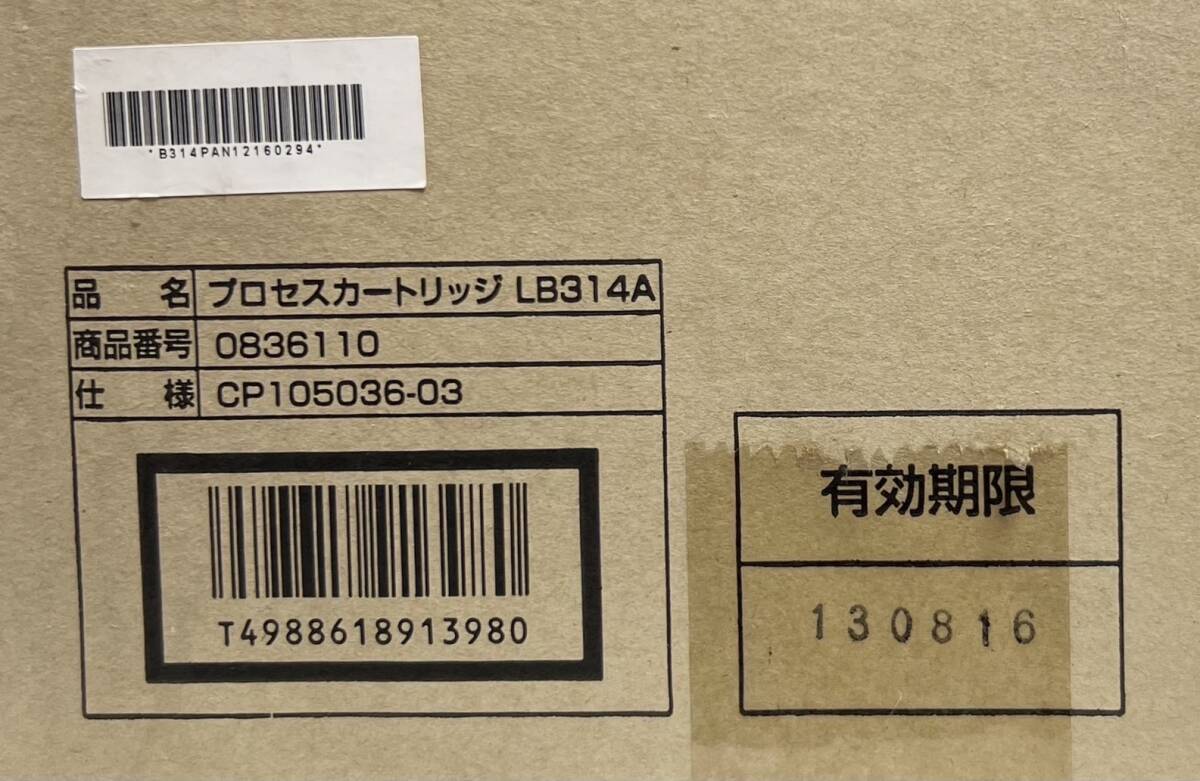 *B314PAN12160294*
品名 プロセスカートリッジ LB314A
商品番号 0836110
仕様 CP105036-03
T4988618913980
有効期限
130816